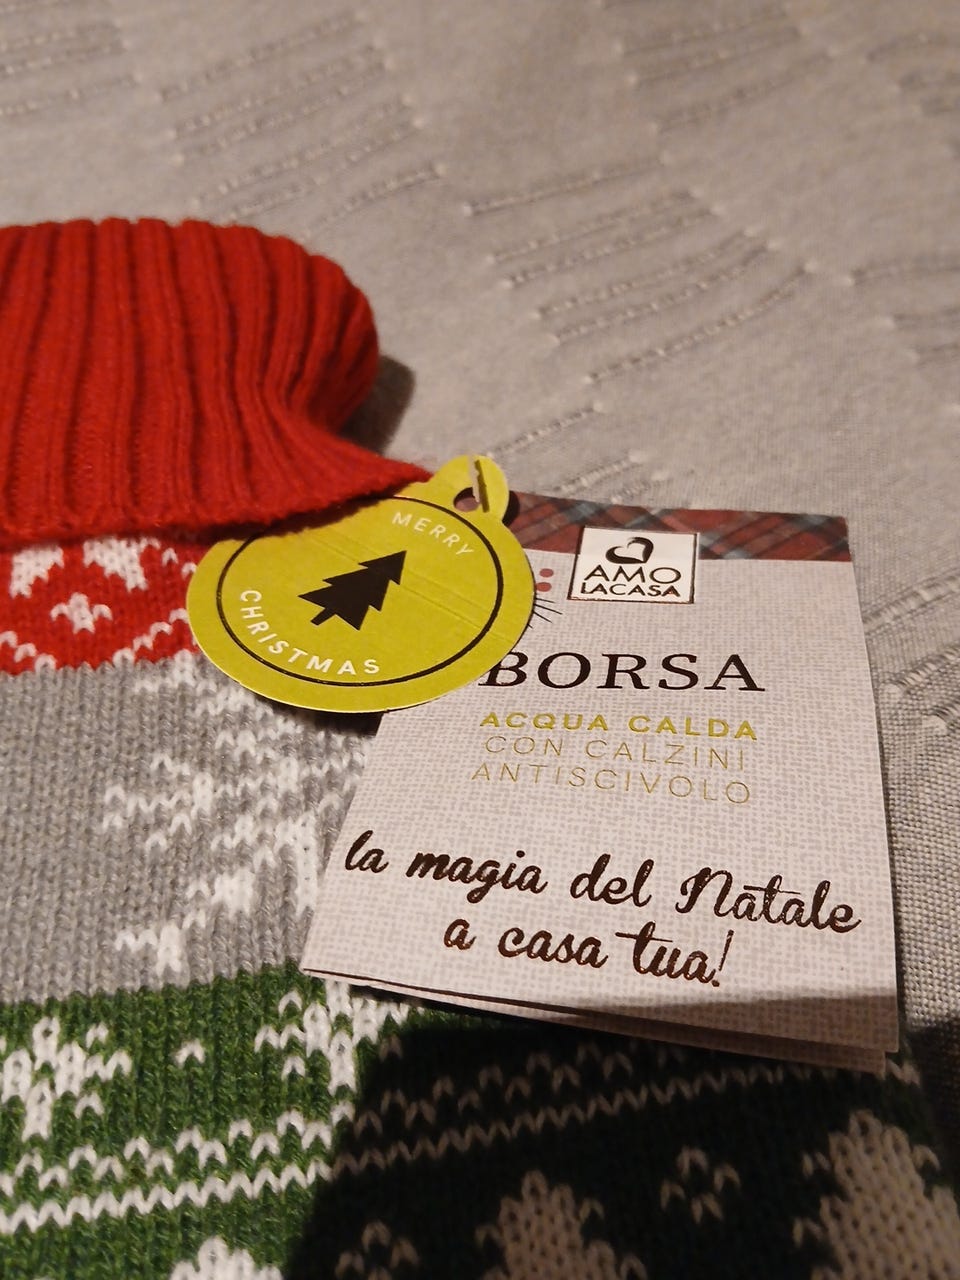 MERRY
CHRISTMAS
AMO
LACASA
BORSA
ACQUA CALDA
CON CALZINI
ANTISCIVOLO
la magia del Natale
a casa tua!